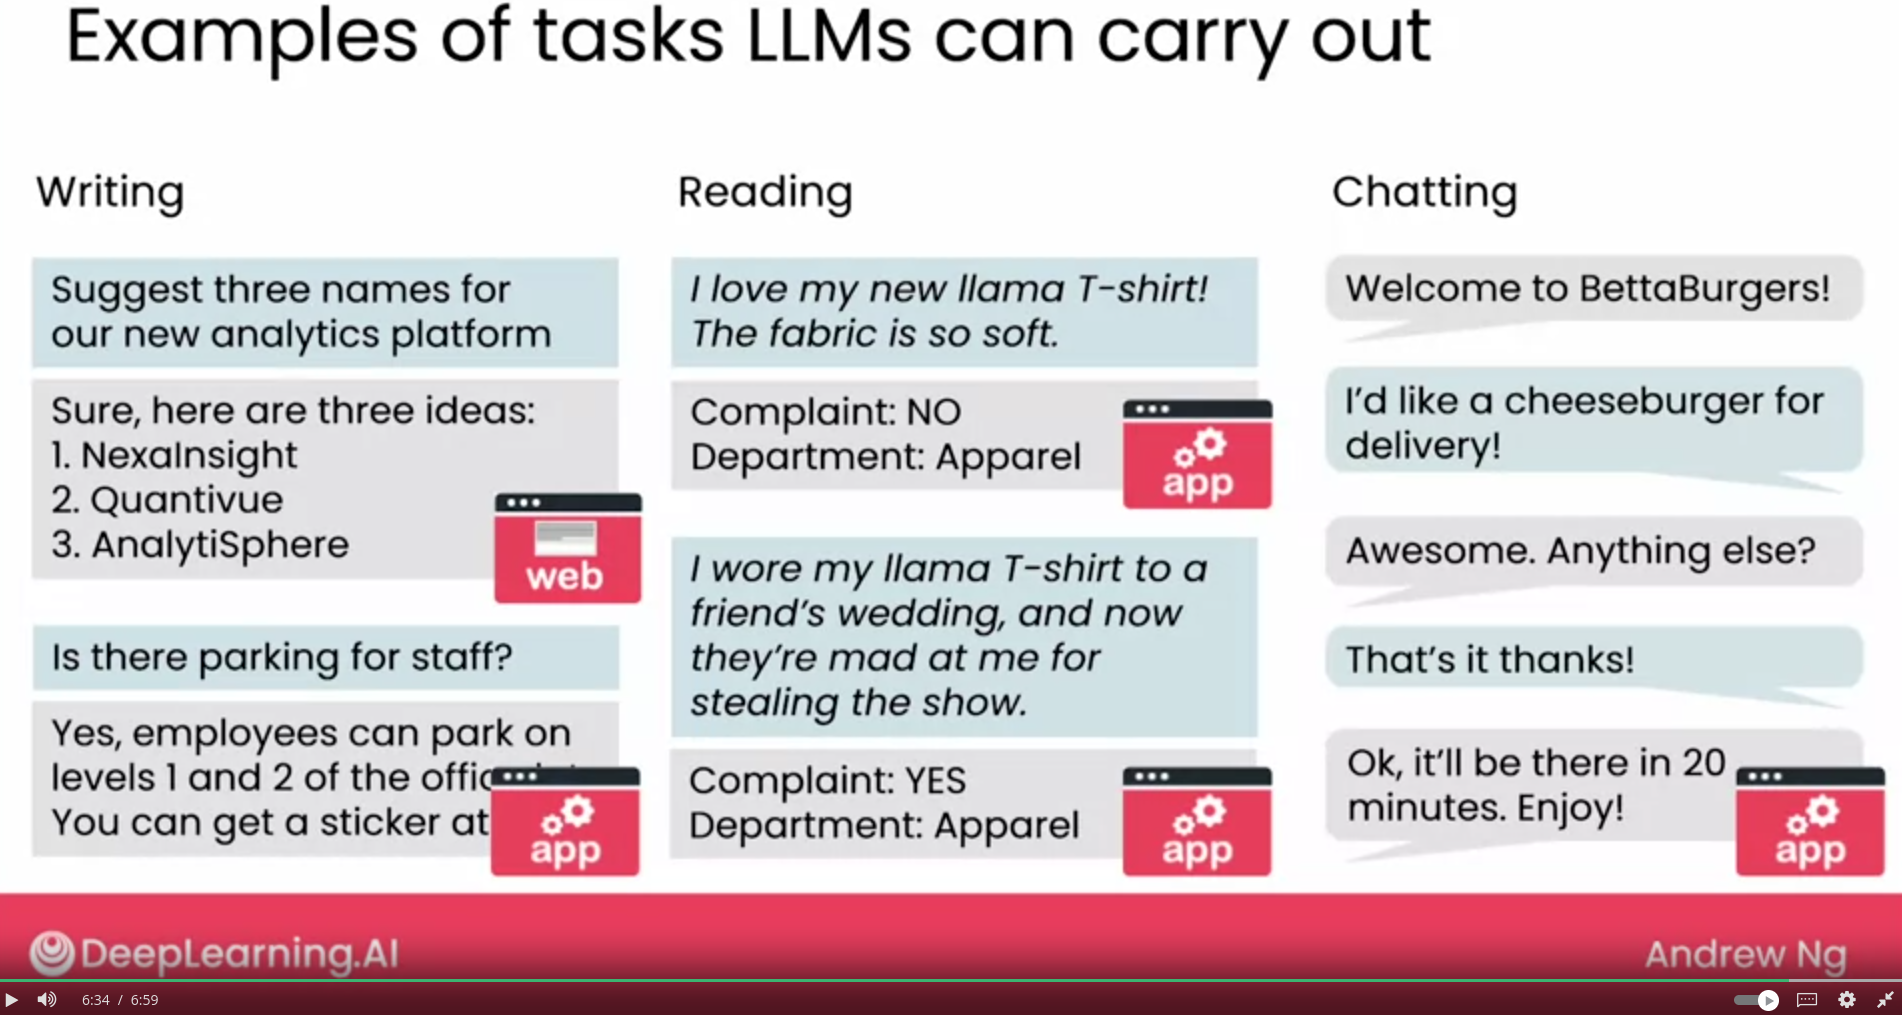 Examples of tasks LLMs can carry out
Writing
Suggest three names for
our new analytics platform
Sure, here are three ideas:
1. NexaInsight
2. Quantivue
3. AnalytiSphere
web
Is there parking for staff?
Yes, employees can park on
levels 1 and 2 of the
You can get a sticker at
app
Reading
I love my new llama T-shirt!
The fabric is so soft.
Complaint: NO
Department: Apparel
app
I wore my llama T-shirt to a
friend's wedding, and now
they're mad at me for
stealing the show.
Complaint: YES
Department: Apparel
app
Chatting
Welcome to BettaBurgers!
I'd like a cheeseburger for
delivery!
Awesome. Anything else?
That's it thanks!
Ok, it'll be there in 20
minutes. Enjoy!
app
DeepLearning.AI
Andrew Ng
6:34 / 6:59